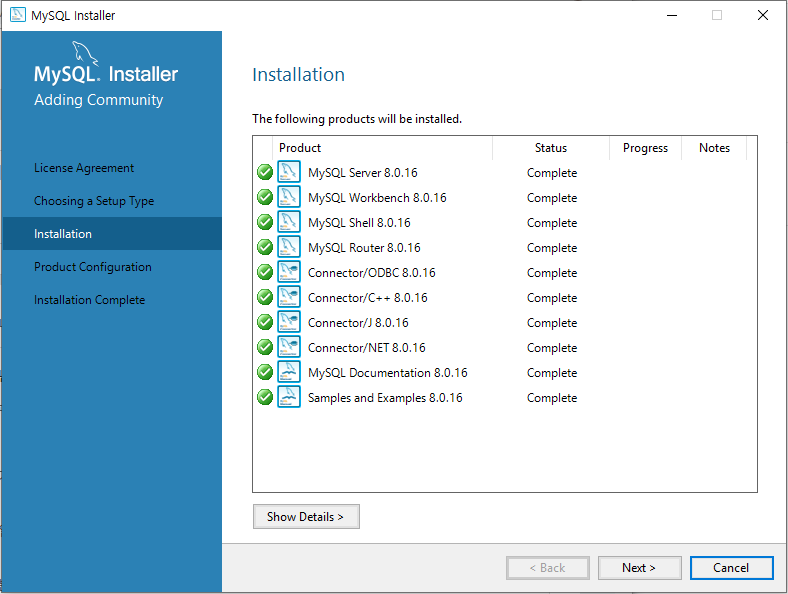 MySQL Installer
MySQL. Installer
Adding Community
License Agreement
Choosing a Setup Type
Installation
Product Configuration
Installation Complete
Installation
The following products will be installed.
Product Status Progress Notes
MySQL Server 8.0.16 Complete
MySQL Workbench 8.0.16 Complete
MySQL Shell 8.0.16 Complete
MySQL Router 8.0.16 Complete
Connector/ODBC 8.0.16 Complete
Connector/C++ 8.0.16 Complete
Connector/J 8.0.16 Complete
Connector/NET 8.0.16 Complete
MySQL Documentation 8.0.16 Complete
Samples and Examples 8.0.16 Complete
Show Details >
< Back Next > Cancel